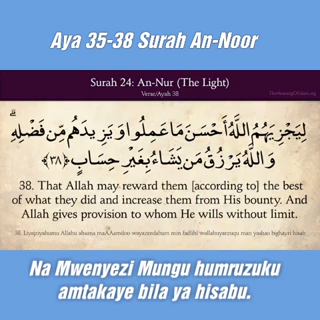 Aya 35-38 Surah An-Noor
Surah 24: An-Nur (The Light)
Verse/Ayah 38
لِيَجْزِيَهُمُ اللَّهُ أَحْسَنَ مَا عَمِلُوا وَيَزِيدَهُم مِّن فَضْلِهِ ۗ
وَاللَّهُ يَرْزُقُ مَن يَشَاءُ بِغَيْرِ حِسَابٍ ﴿٣٨﴾
38. That Allah may reward them [according to] the best
of what they did and increase them from His bounty. And
Allah gives provision to whom He wills without limit.
Na Mwenyezi Mungu humruzuku
amtakaye bila ya hisabu.